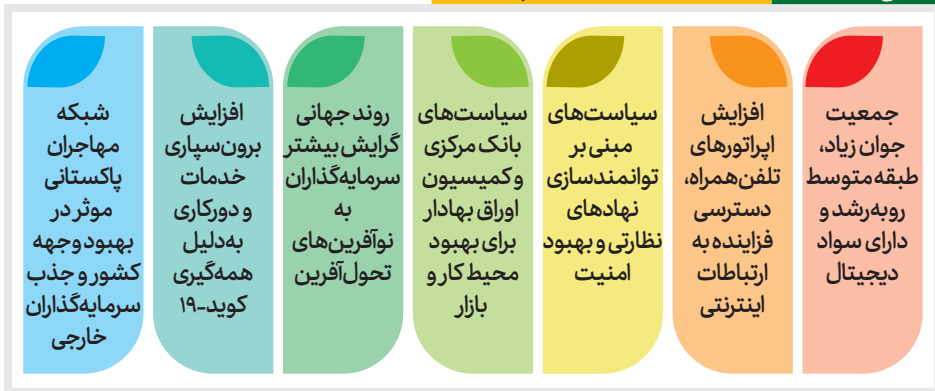 جمعیت
جوان زیاد،
طبقه متوسط
روبه‌رشد و
دارای سواد
دیجیتال
افزایش
اپراتورهای
تلفن‌همراه،
دسترسی
فزاینده به
ارتباطات
اینترنتی
سیاست‌های
مبنی بر
توانمندسازی
نهادهای
نظارتی و بهبود
امنیت
سیاست‌های
بانک مرکزی
و کمیسیون
اوراق بهادار
برای بهبود
محیط کار و
بازار
روند جهانی
گرایش بیشتر
سرمایه‌گذاران
به
نوآفرین‌های
تحول‌آفرین
افزایش
برون‌سپاری
خدمات
و دورکاری
به‌دلیل
همه‌گیری
کوید-۱۹
شبکه
مهاجران
پاکستانی
موثر در
بهبود وجهه
کشور و جذب
سرمایه‌گذاران
خارجی